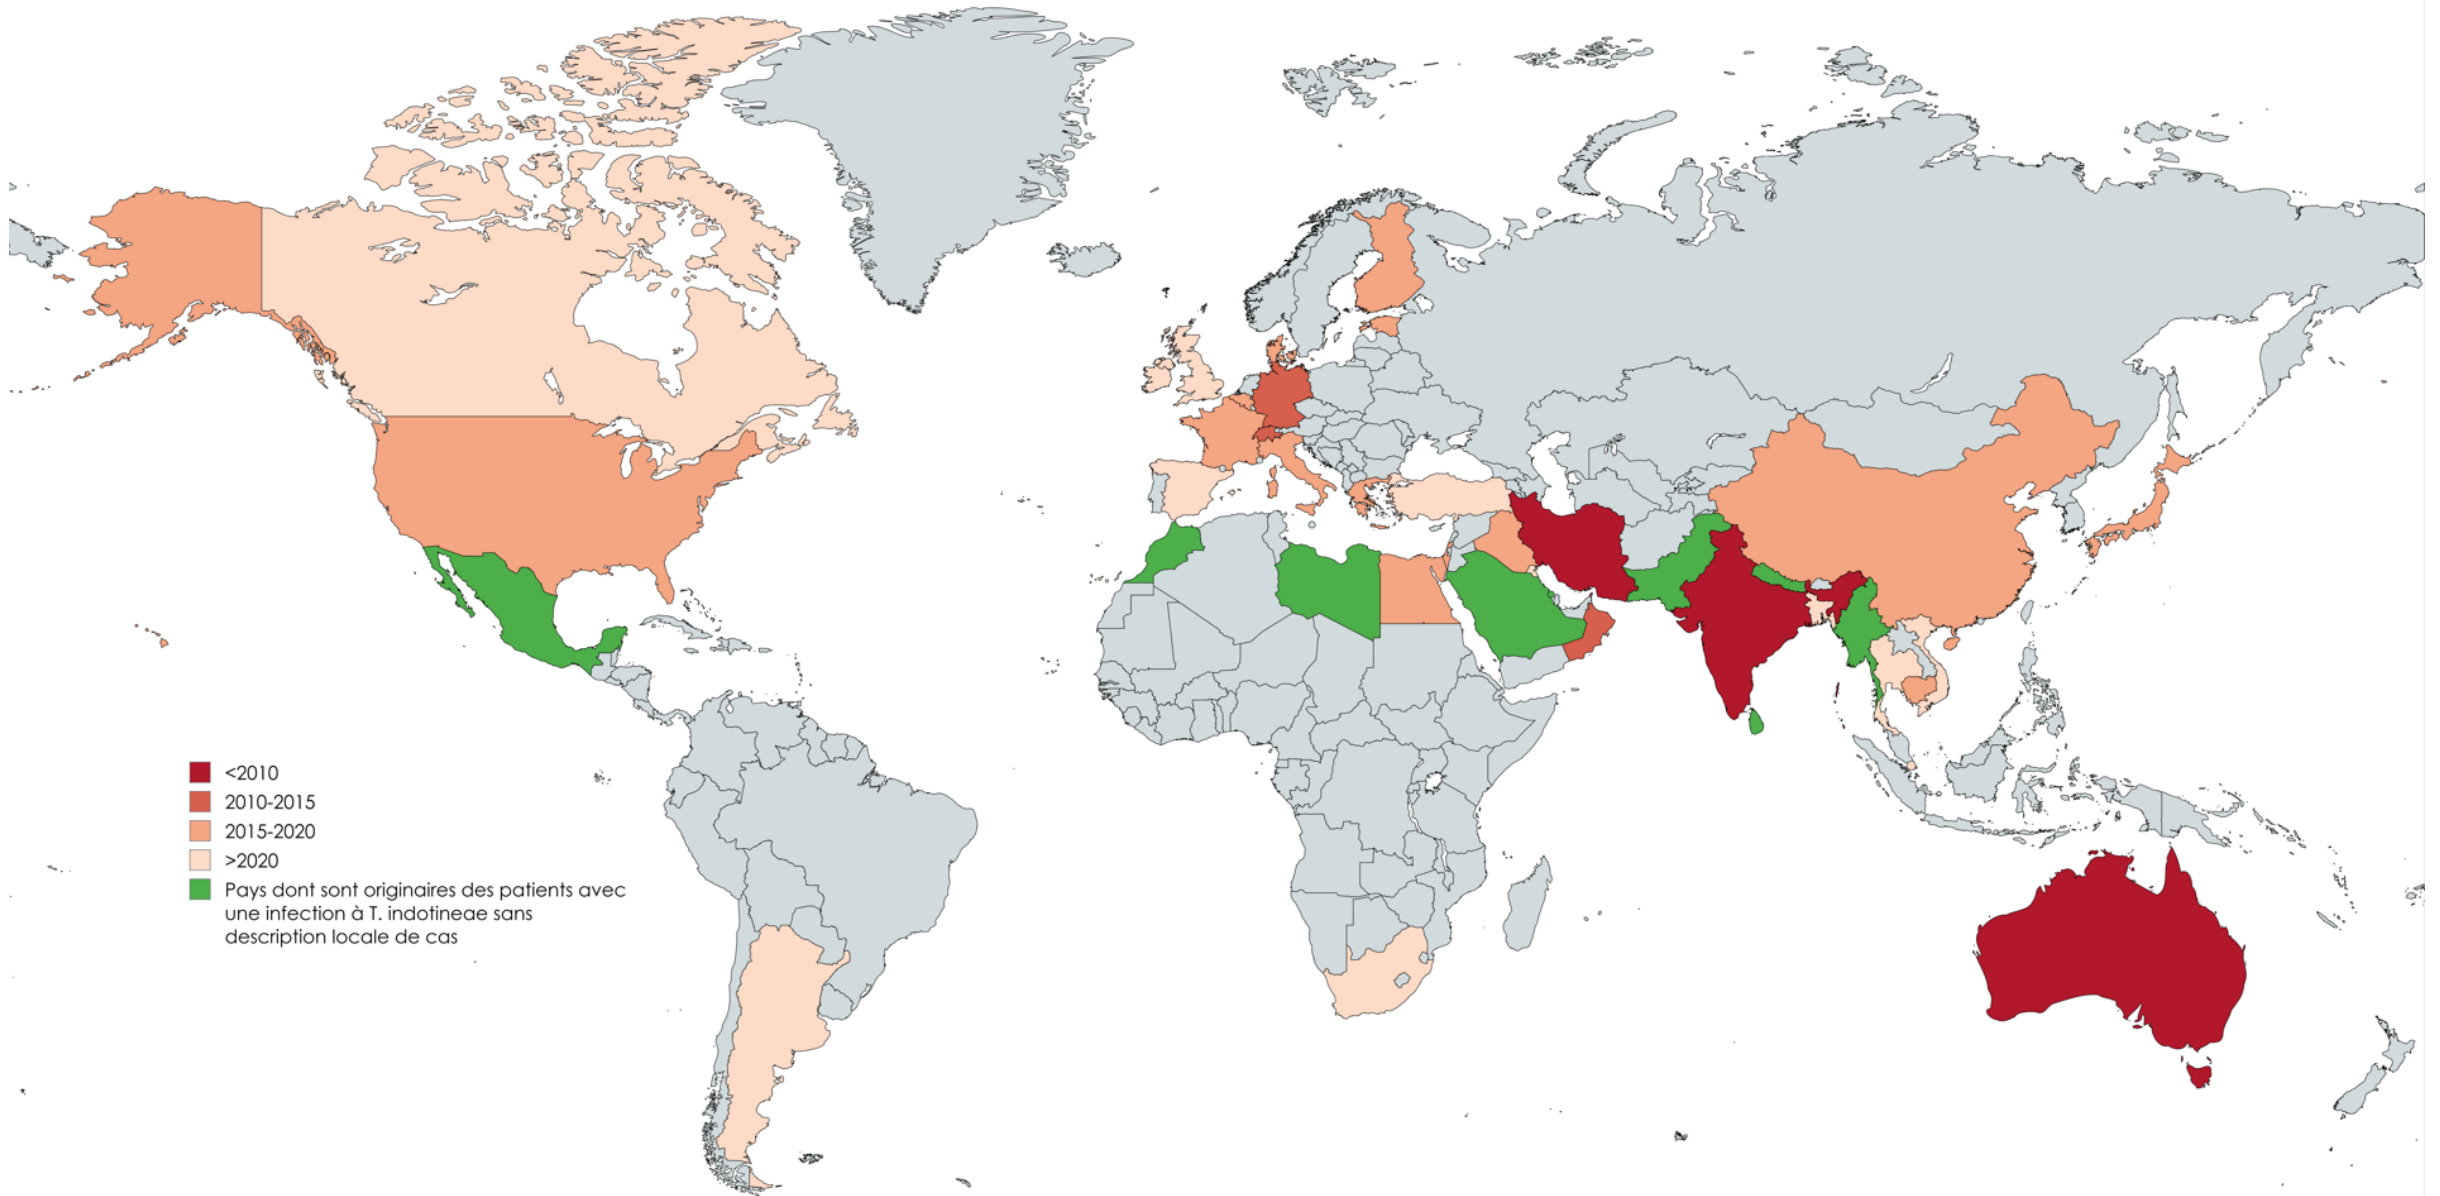 <2010
2010-2015
2015-2020
>2020
Pays dont sont originaires des patients avec
une infection à T. indotineae sans
description locale de cas